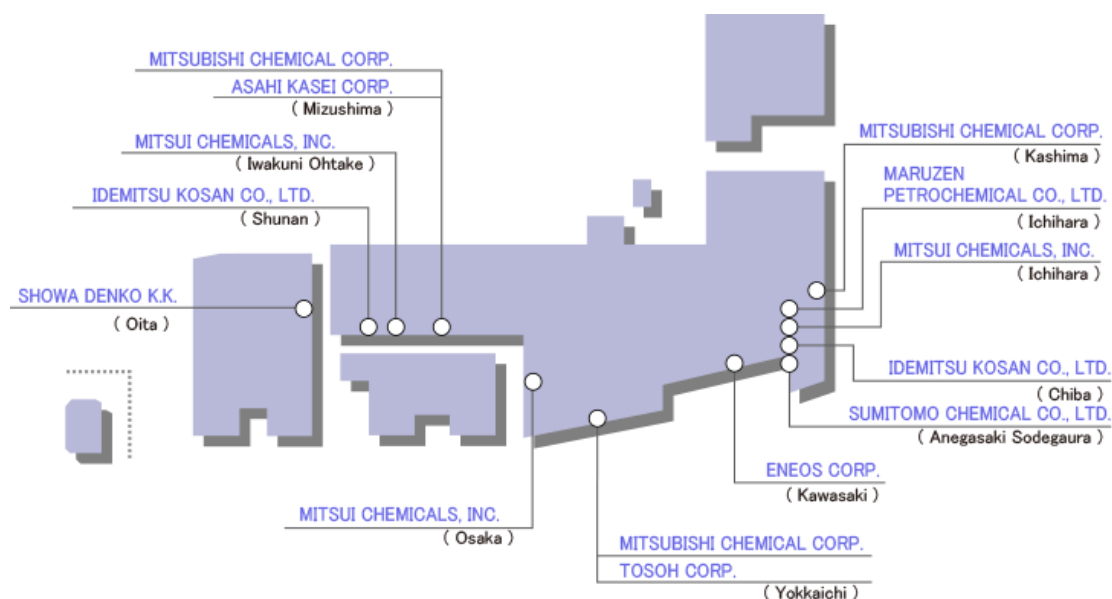 MITSUBISHI CHEMICAL CORP.
ASAHI KASEI CORP.
( Mizushima )
MITSUI CHEMICALS, INC.
( Iwakuni Ohtake )
IDEMITSU KOSAN CO., LTD.
( Shunan )
SHOWA DENKO K.K.
( Oita )
MITSUBISHI CHEMICAL CORP.
( Kashima )
MARUZEN
PETROCHEMICAL CO., LTD.
( Ichihara )
MITSUI CHEMICALS, INC.
( Ichihara )
IDEMITSU KOSAN CO., LTD.
( Chiba )
SUMITOMO CHEMICAL CO., LTD.
( Anegasaki Sodegaura )
ENEOS CORP.
( Kawasaki )
MITSUI CHEMICALS, INC.
( Osaka )
MITSUBISHI CHEMICAL CORP.
TOSOH CORP.
( Yokkaichi )